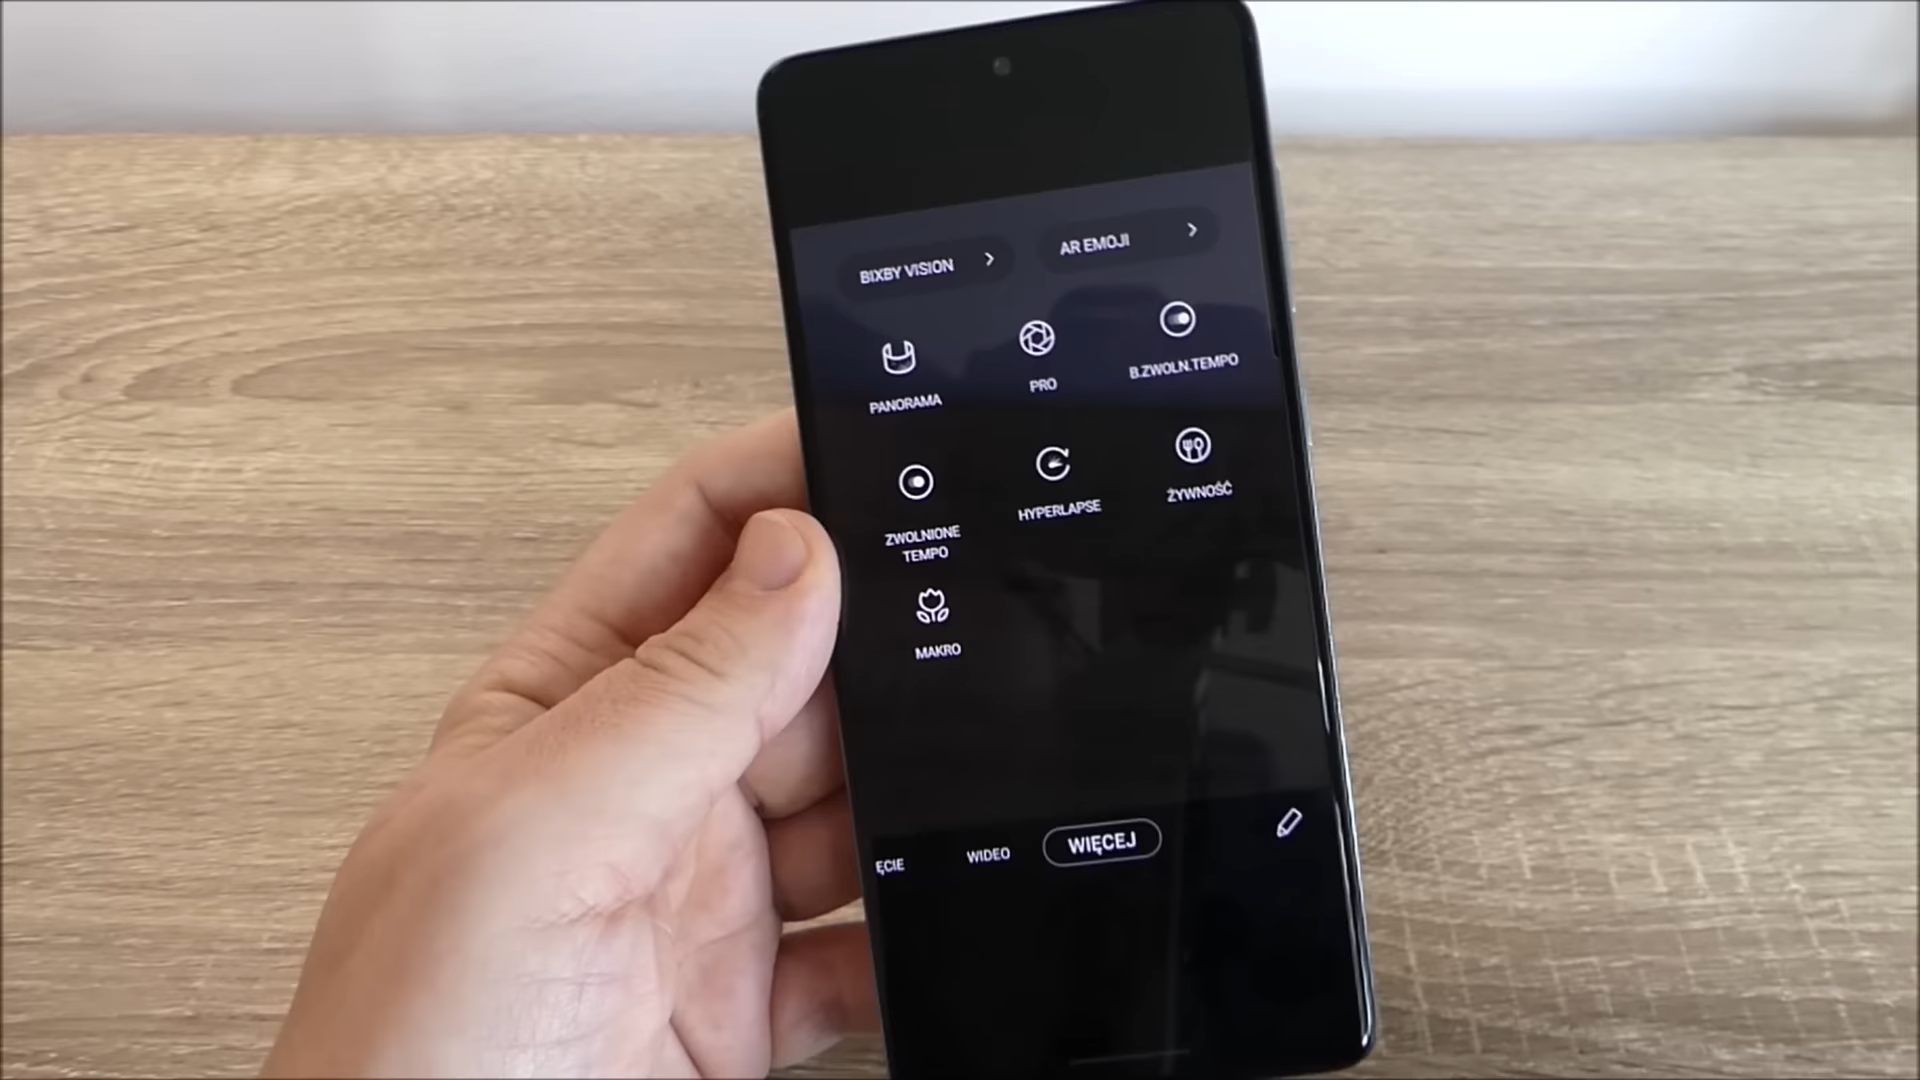 BIXBY VISION
AR EMOJI
PANORAMA
PRO
B.ZWOLN.TEMPO
ZWOLNIONE
TEMPO
HYPERLAPSE
ŻYWNOŚĆ
MAKRO
ĘCIE
WIDEO
WIĘCEJ